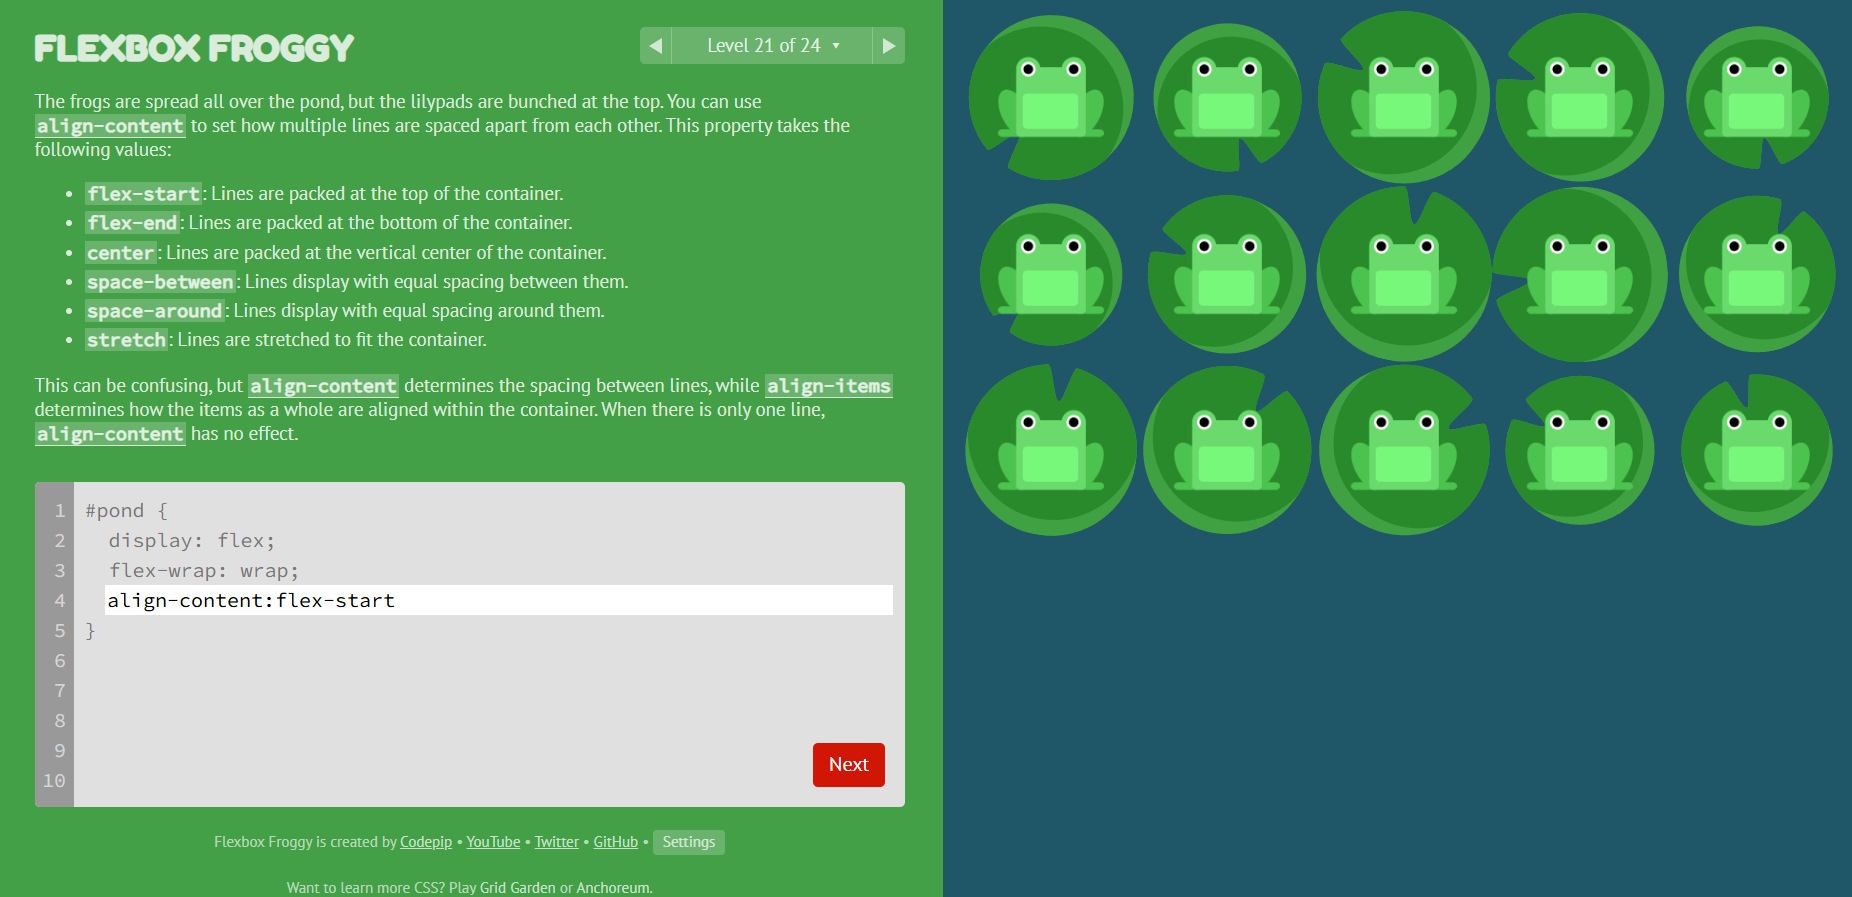 FLEXBOX FROGGY
◀ Level 21 of 24 ▼ ▶
The frogs are spread all over the pond, but the lilypads are bunched at the top. You can use
align-content to set how multiple lines are spaced apart from each other. This property takes the
following values:
• flex-start: Lines are packed at the top of the container.
• flex-end: Lines are packed at the bottom of the container.
• center: Lines are packed at the vertical center of the container.
• space-between: Lines display with equal spacing between them.
• space-around: Lines display with equal spacing around them.
• stretch: Lines are stretched to fit the container.
This can be confusing, but align-content determines the spacing between lines, while align-items
determines how the items as a whole are aligned within the container. When there is only one line,
align-content has no effect.
1 #pond {
2 display: flex;
3 flex-wrap: wrap;
4 align-content:flex-start
5 }
6
7
8
9
10
Next
Flexbox Froggy is created by Codepip • YouTube • Twitter • GitHub • Settings
Want to learn more CSS? Play Grid Garden or Anchoreum.